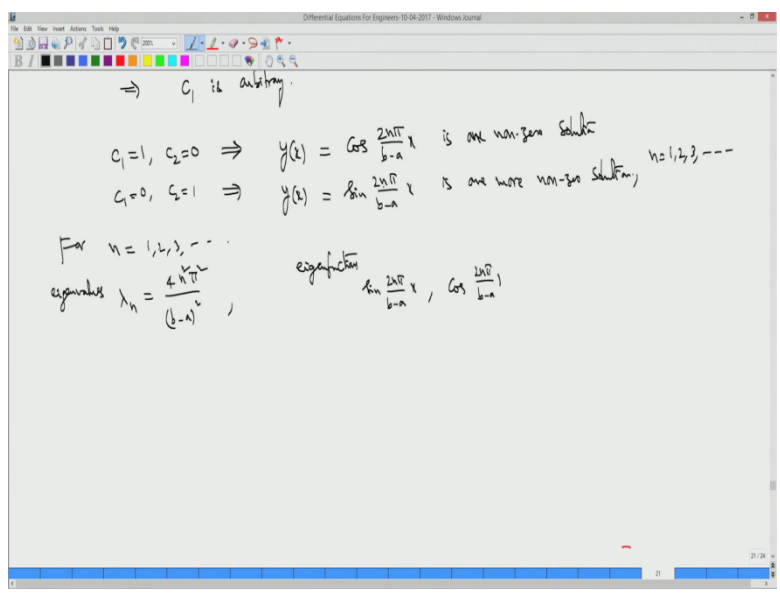 Differential Equations For Engineers-10-04-2017 - Windows Journal
File Edit View Insert Actions Tools Help
200%
B I
⇒ C₁ is arbitray.
C₁=1, C₂=0 ⇒ y(x) = Cos 2nπ/(b-a) x is one non-zero Solution
C₁=0, C₂=1 ⇒ y(x) = Sin 2nπ/(b-a) x is one more non-zero Solution, n=1,2,3,---
For n = 1,2,3,---.
eigenvalues λₙ = 4n²π²/(b-a)², eigenfunctions Sin 2nπ/(b-a) x, Cos 2nπ/(b-a)
21 / 24
21